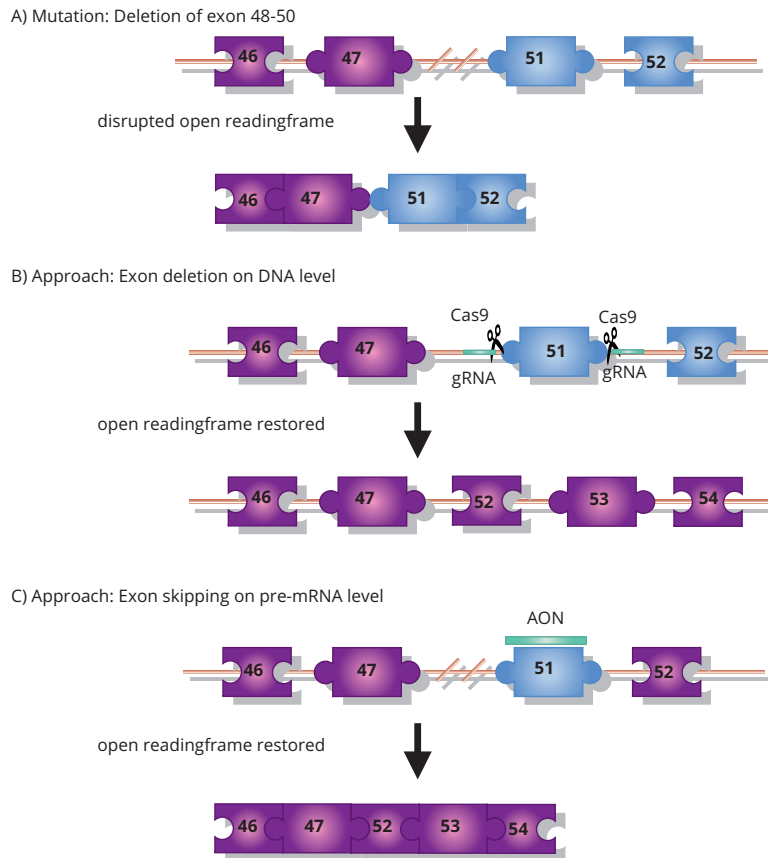 A) Mutation: Deletion of exon 48-50
46 47 51 52
disrupted open readingframe
46 47 51 52
B) Approach: Exon deletion on DNA level
Cas9 Cas9
46 47 51 52
gRNA gRNA
open readingframe restored
46 47 52 53 54
C) Approach: Exon skipping on pre-mRNA level
AON
46 47 51 52
open readingframe restored
46 47 52 53 54